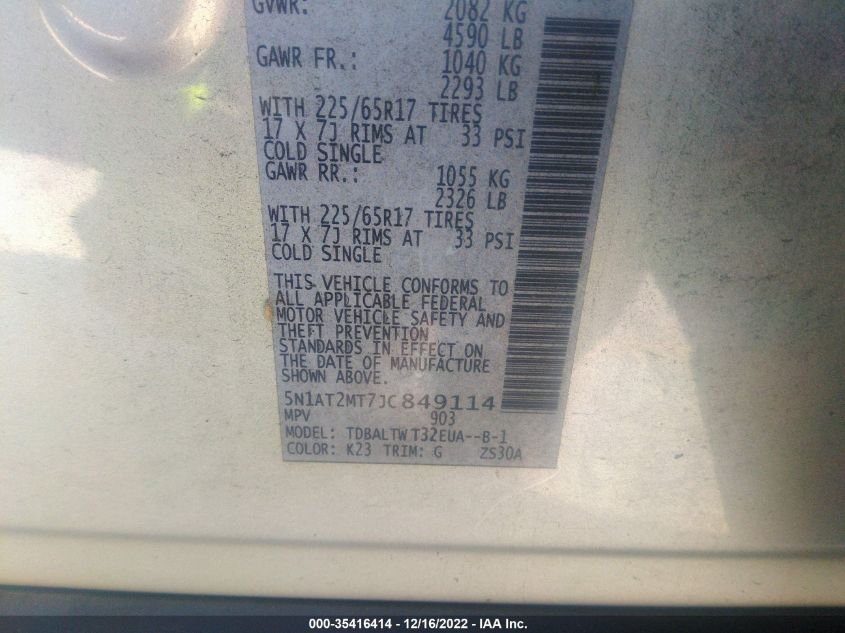 GVWR: 2082 KG
4590 LB
GAWR FR.: 1040 KG
2293 LB
WITH 225/65R17 TIRES
17 X 7J RIMS AT 33 PSI
COLD SINGLE
GAWR RR.: 1055 KG
2326 LB
WITH 225/65R17 TIRES
17 X 7J RIMS AT 33 PSI
COLD SINGLE
THIS VEHICLE CONFORMS TO
ALL APPLICABLE FEDERAL
MOTOR VEHICLE SAFETY AND
THEFT PREVENTION
STANDARDS IN EFFECT ON
THE DATE OF MANUFACTURE
SHOWN ABOVE.
5N1AT2MT7JC849114
MPV 903
MODEL: TDBALTW T32EUA--B-1
COLOR: K23 TRIM: G ZS30A
000-35416414 - 12/16/2022 - IAA Inc.